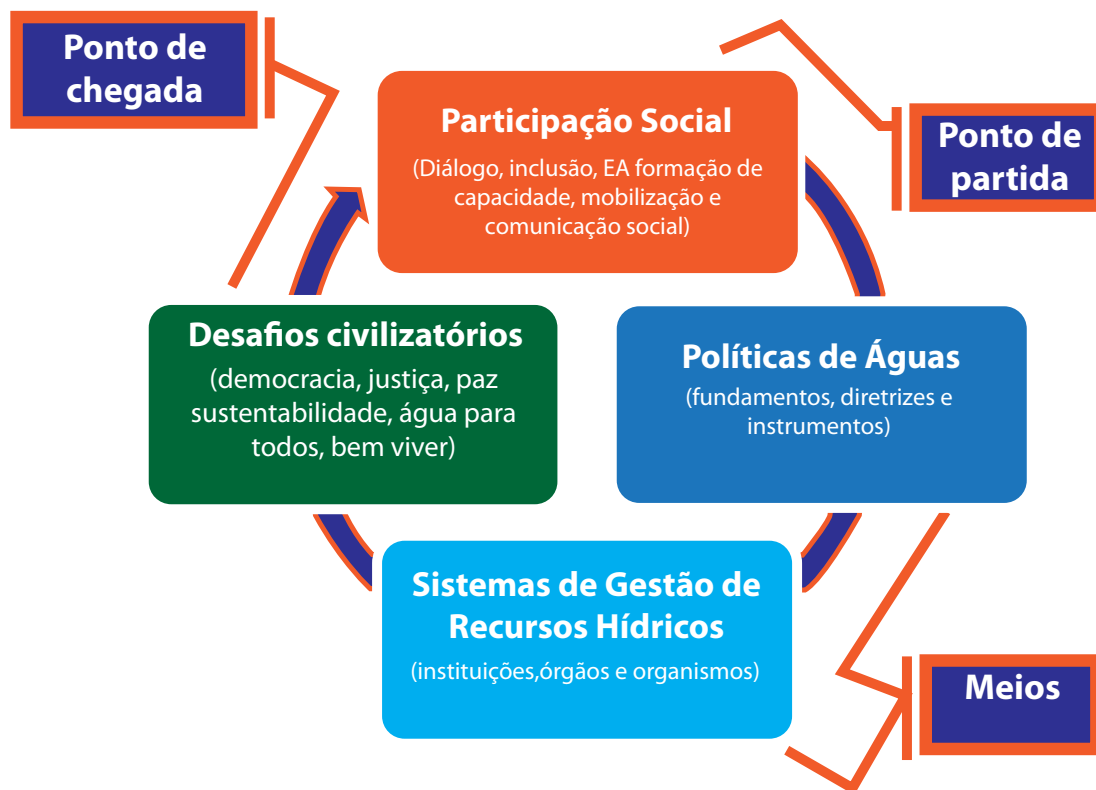 Ponto de
chegada
Participação Social
(Diálogo, inclusão, EA formação de
capacidade, mobilização e
comunicação social)
Ponto de
partida
Desafios civilizatórios
(democracia, justiça, paz
sustentabilidade, água para
todos, bem viver)
Políticas de Águas
(fundamentos, diretrizes e
instrumentos)
Sistemas de Gestão de
Recursos Hídricos
(instituições,órgãos e organismos)
Meios